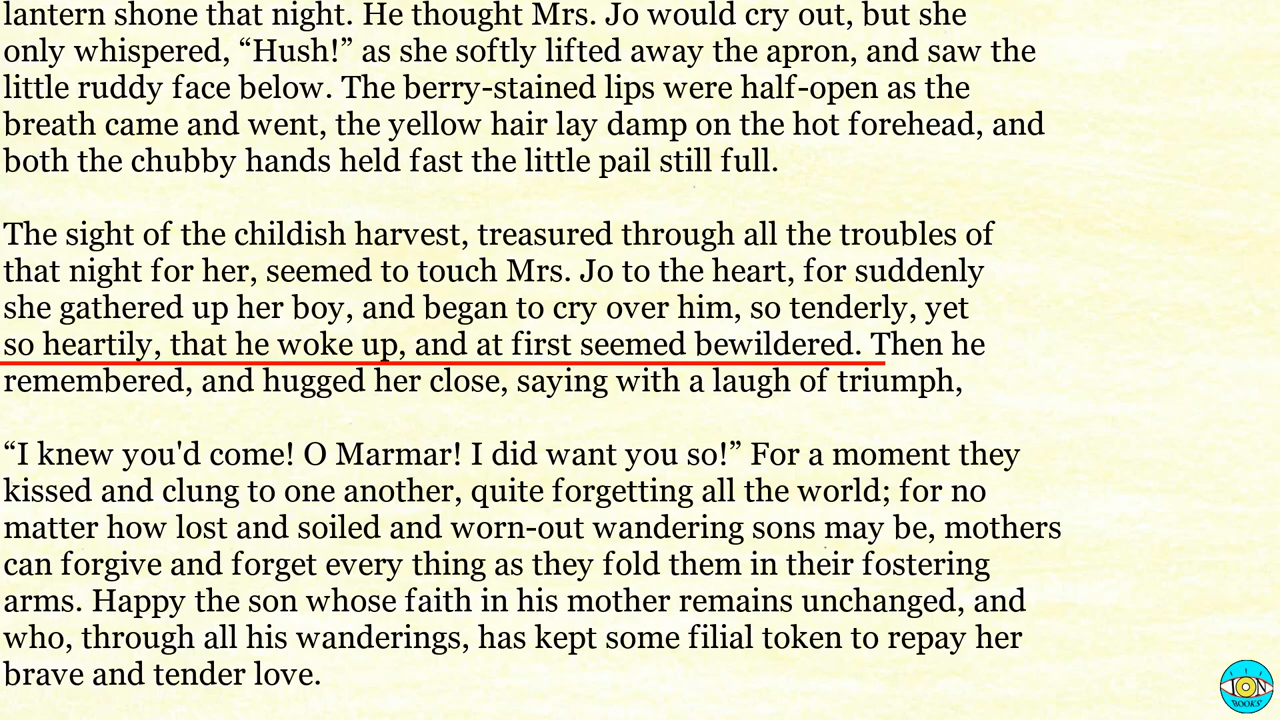 lantern shone that night. He thought Mrs. Jo would cry out, but she
only whispered, “Hush!” as she softly lifted away the apron, and saw the
little ruddy face below. The berry-stained lips were half-open as the
breath came and went, the yellow hair lay damp on the hot forehead, and
both the chubby hands held fast the little pail still full.
The sight of the childish harvest, treasured through all the troubles of
that night for her, seemed to touch Mrs. Jo to the heart, for suddenly
she gathered up her boy, and began to cry over him, so tenderly, yet
so heartily, that he woke up, and at first seemed bewildered. Then he
remembered, and hugged her close, saying with a laugh of triumph,
“I knew you'd come! O Marmar! I did want you so!” For a moment they
kissed and clung to one another, quite forgetting all the world; for no
matter how lost and soiled and worn-out wandering sons may be, mothers
can forgive and forget every thing as they fold them in their fostering
arms. Happy the son whose faith in his mother remains unchanged, and
who, through all his wanderings, has kept some filial token to repay her
brave and tender love.
ION
BOOKS